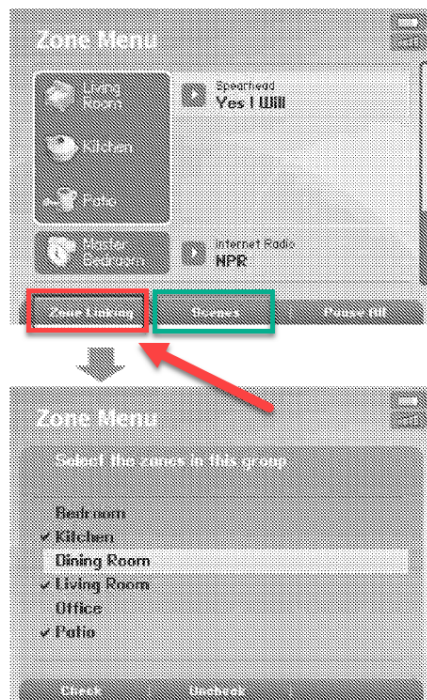 Zone Menu
Living
Room
Spearhead
Yes I Will
Kitchen
Patio
Master
Bedroom
Internet Radio
NPR
Zone Linking
Scenes
Pause All
Zone Menu
Select the zones in this group
Bedroom
✓ Kitchen
Dining Room
✓ Living Room
Office
✓ Patio
Check
Uncheck